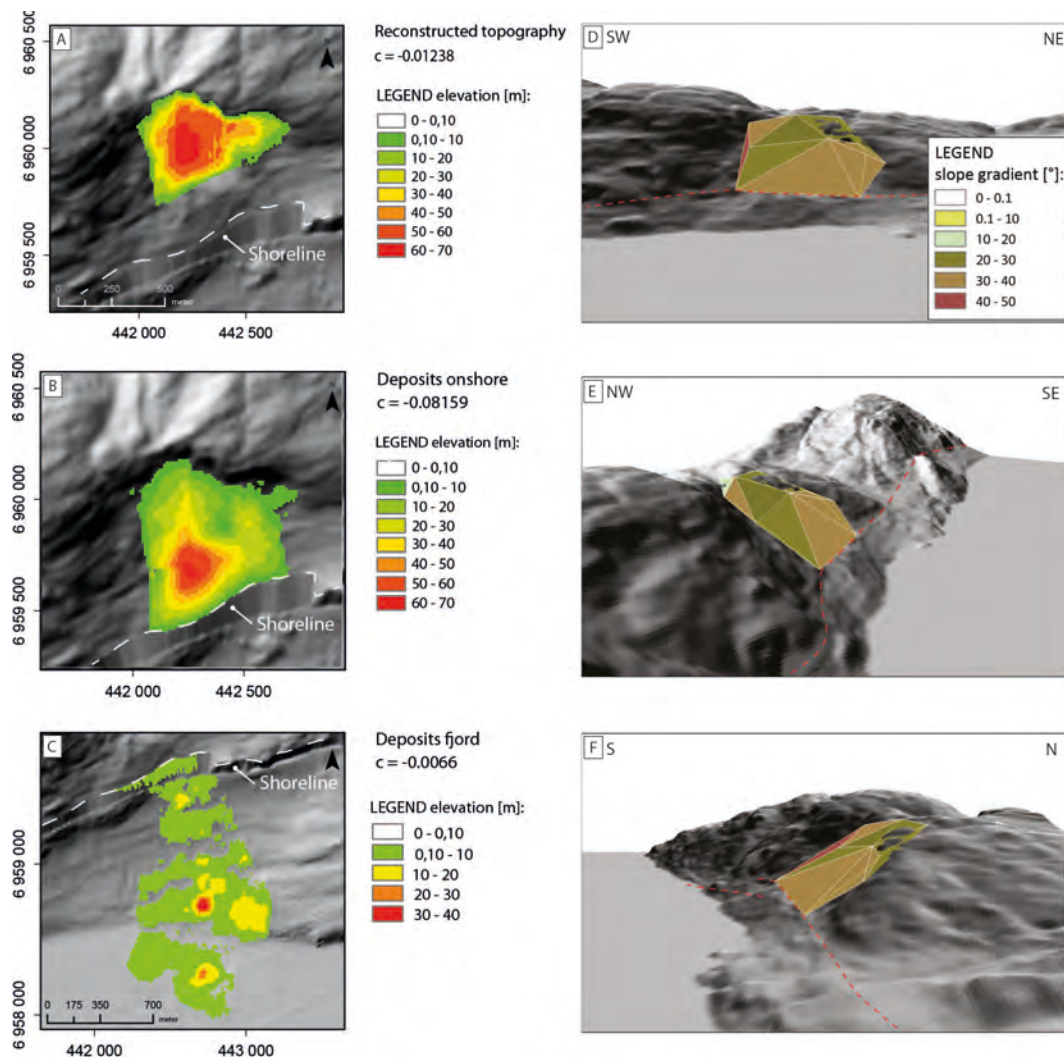 A
6 960 500
6 960 000
6 959 500
N
Shoreline
0 250 500
meter
442 000 442 500
Reconstructed topography
c = -0.01238
LEGEND elevation [m]:
0 - 0,10
0,10 - 10
10 - 20
20 - 30
30 - 40
40 - 50
50 - 60
60 - 70
D SW NE
LEGEND
slope gradient [°]:
0 - 0.1
0.1 - 10
10 - 20
20 - 30
30 - 40
40 - 50
B
6 960 500
6 960 000
6 959 500
N
Shoreline
442 000 442 500
Deposits onshore
c = -0.08159
LEGEND elevation [m]:
0 - 0,10
0,10 - 10
10 - 20
20 - 30
30 - 40
40 - 50
50 - 60
60 - 70
E NW SE
C
6 959 000
6 958 000
Shoreline
0 175 350 700
meter
442 000 443 000
Deposits fjord
c = -0.0066
LEGEND elevation [m]:
0 - 0,10
0,10 - 10
10 - 20
20 - 30
30 - 40
F S N